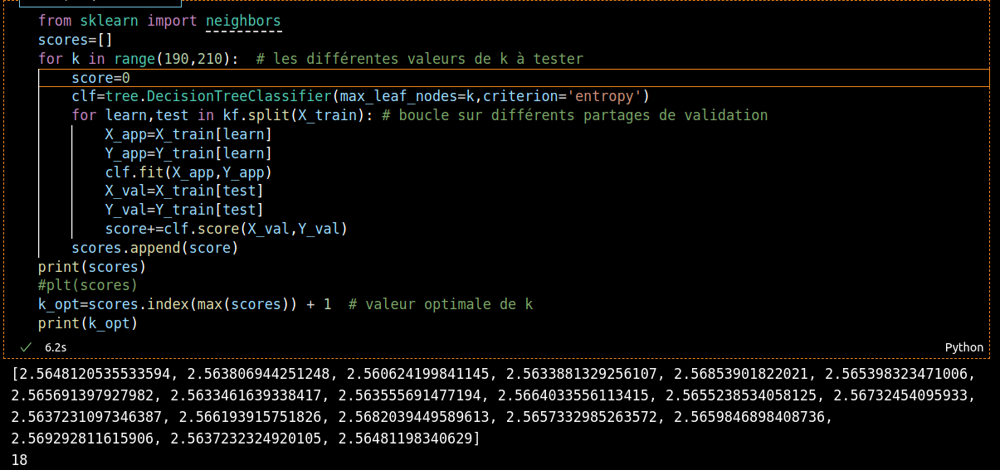 from sklearn import neighbors
scores=[]
for k in range(190,210):  # les différentes valeurs de k à tester
    score=0
    clf=tree.DecisionTreeClassifier(max_leaf_nodes=k,criterion='entropy')
    for learn,test in kf.split(X_train): # boucle sur différents partages de validation
        X_app=X_train[learn]
        Y_app=Y_train[learn]
        clf.fit(X_app,Y_app)
        X_val=X_train[test]
        Y_val=Y_train[test]
        score+=clf.score(X_val,Y_val)
    scores.append(score)
print(scores)
#plt(scores)
k_opt=scores.index(max(scores)) + 1  # valeur optimale de k
print(k_opt)
6.2s
Python
[2.5648120535533594, 2.563806944251248, 2.560624199841145, 2.5633881329256107, 2.56853901822021, 2.565398323471006,
2.565691397927982, 2.5633461639338417, 2.563555691477194, 2.5664033556113415, 2.5655238534058125, 2.56732454095933,
2.5637231097346387, 2.566193915751826, 2.5682039449589613, 2.5657332985263572, 2.5659846898408736,
2.569292811615906, 2.5637232324920105, 2.56481198340629]
18